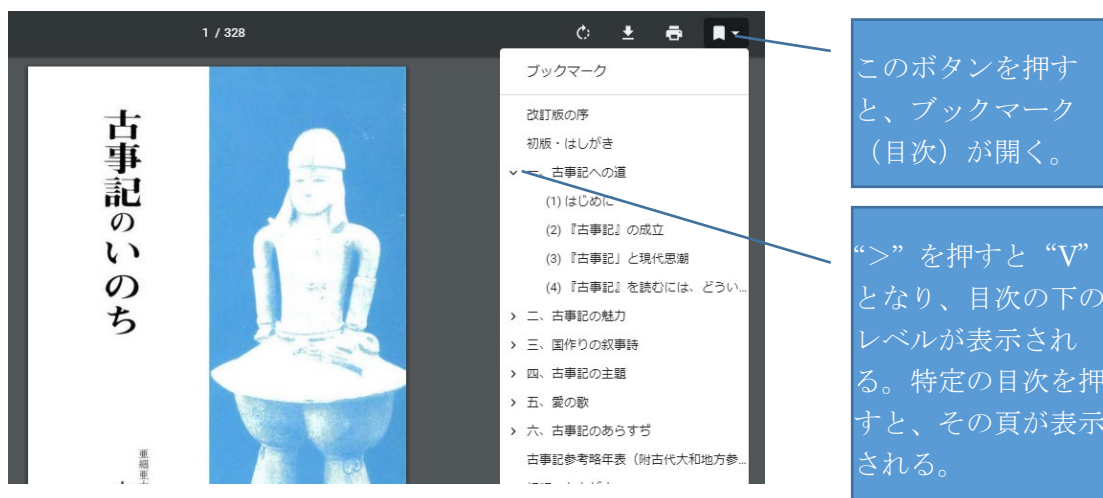 1 / 328
古事記のいのち
亜細亜
ブックマーク
改訂版の序
初版・はしがき
一、古事記への道
(1) はじめに
(2) 『古事記』の成立
(3) 『古事記」と現代思潮
(4) 『古事記』を読むには、どうい...
> 二、古事記の魅力
> 三、国作りの叙事詩
> 四、古事記の主題
> 五、愛の歌
> 六、古事記のあらすぢ
古事記参考略年表（附古代大和地方参...
このボタンを押す
と、ブックマーク
（目次）が開く。
“＞”を押すと“V”
となり、目次の下の
レベルが表示され
る。特定の目次を押
すと、その頁が表示
される。